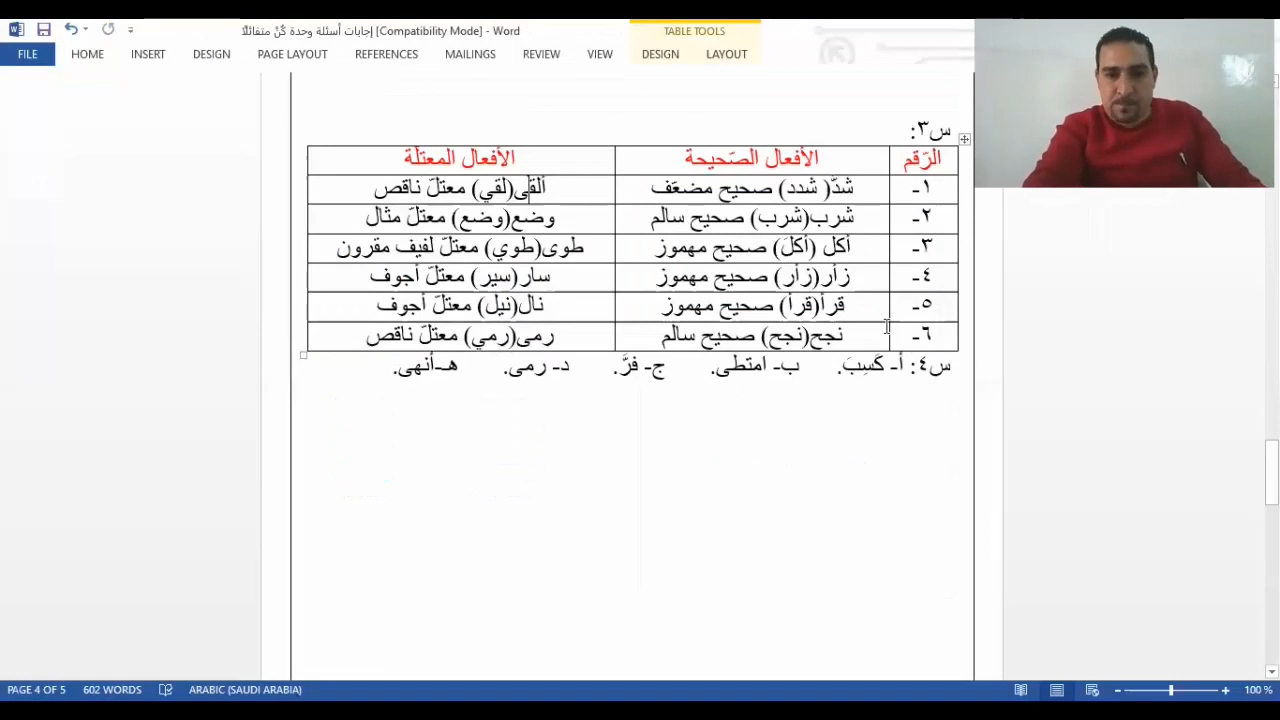 إجابات أسئلة وحدة كُنْ متفائلًا [Compatibility Mode] - Word
TABLE TOOLS
FILE HOME INSERT DESIGN PAGE LAYOUT REFERENCES MAILINGS REVIEW VIEW DESIGN LAYOUT
س٣:
الرّقم الأفعال الصّحيحة الأفعال المعتلّة
١- شدَّ( شدد) صحيح مضعّف ألقى(لقي) معتلّ ناقص
٢- شرب(شرب) صحيح سالم وضع(وضع) معتلّ مثال
٣- أكل (أكلَ) صحيح مهموز طوى(طوي) معتلّ لفيف مقرون
٤- زأر(زأر) صحيح مهموز سار(سير) معتلّ أجوف
٥- قرأ(قرأ) صحيح مهموز نال(نيل) معتلّ أجوف
٦- نجح(نجح) صحيح سالم رمى(رمي) معتلّ ناقص
س٤: أ- كَسِبَ. ب- امتطى. ج- فرَّ. د- رمى. هـ-أنهى.
PAGE 4 OF 5 602 WORDS ARABIC (SAUDI ARABIA) 100 %